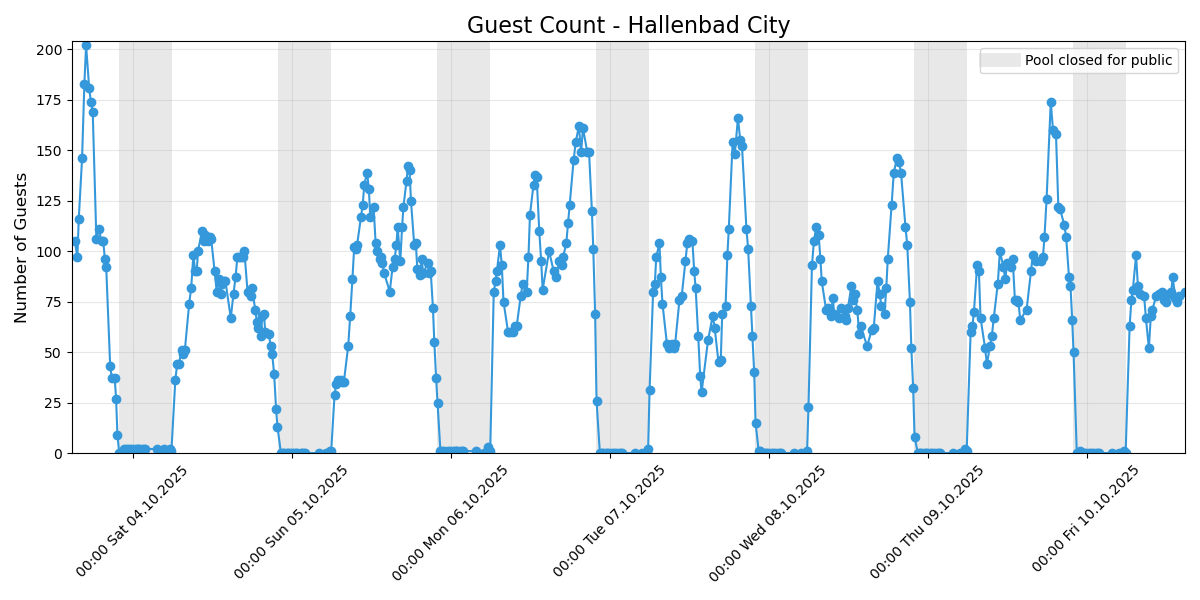 Guest Count - Hallenbad City
Pool closed for public
Number of Guests
200
175
150
125
100
75
50
25
0
00:00 Sat 04.10.2025
00:00 Sun 05.10.2025
00:00 Mon 06.10.2025
00:00 Tue 07.10.2025
00:00 Wed 08.10.2025
00:00 Thu 09.10.2025
00:00 Fri 10.10.2025